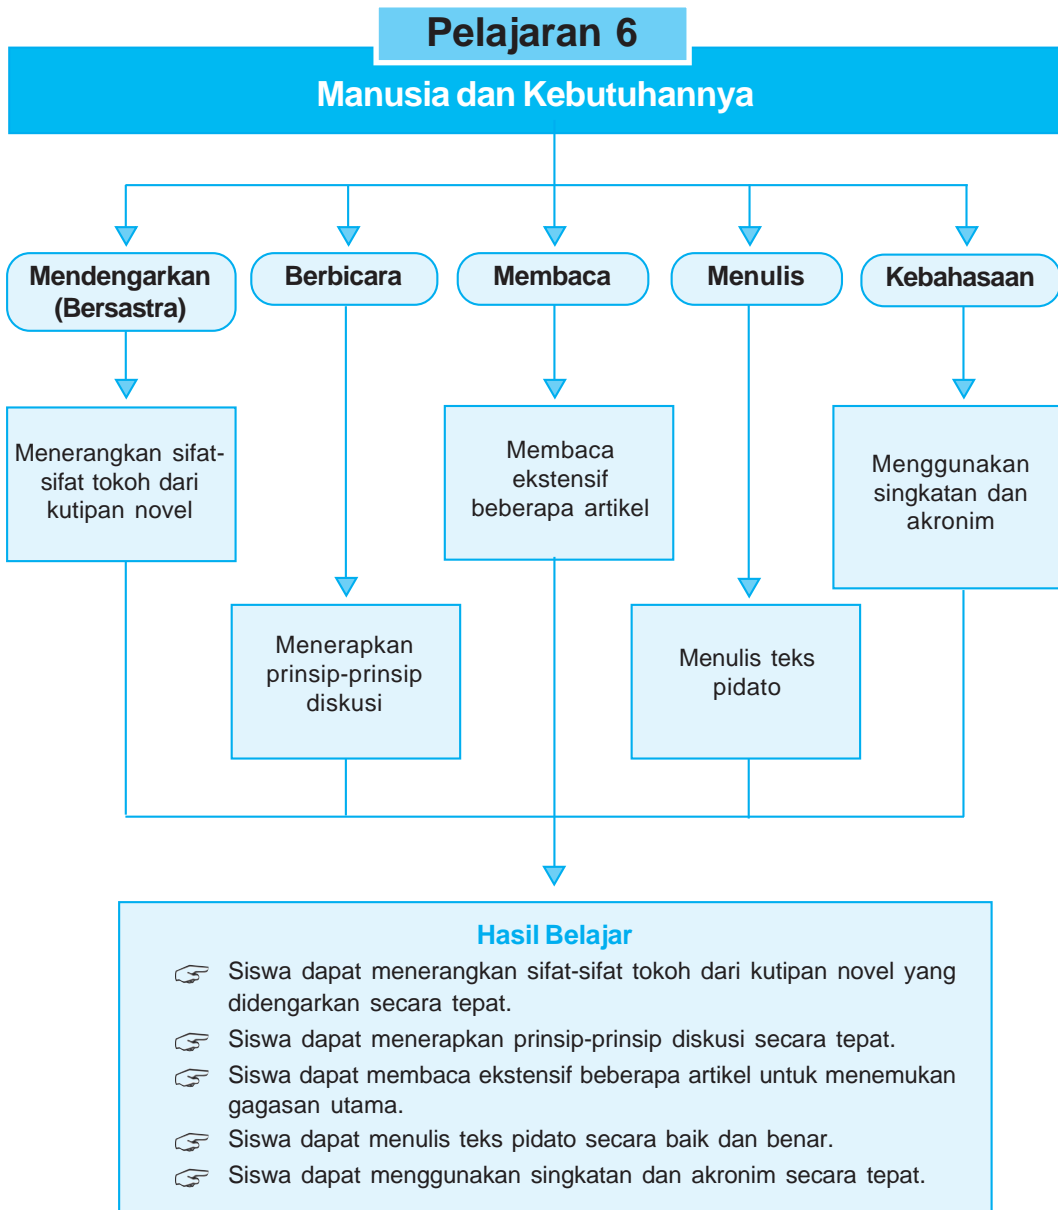 Pelajaran 6
Manusia dan Kebutuhannya
Mendengarkan
(Bersastra)
Berbicara
Membaca
Menulis
Kebahasaan
Menerangkan sifat-
sifat tokoh dari
kutipan novel
Membaca
ekstensif
beberapa artikel
Menggunakan
singkatan dan
akronim
Menerapkan
prinsip-prinsip
diskusi
Menulis teks
pidato
Hasil Belajar
Siswa dapat menerangkan sifat-sifat tokoh dari kutipan novel yang
didengarkan secara tepat.
Siswa dapat menerapkan prinsip-prinsip diskusi secara tepat.
Siswa dapat membaca ekstensif beberapa artikel untuk menemukan
gagasan utama.
Siswa dapat menulis teks pidato secara baik dan benar.
Siswa dapat menggunakan singkatan dan akronim secara tepat.